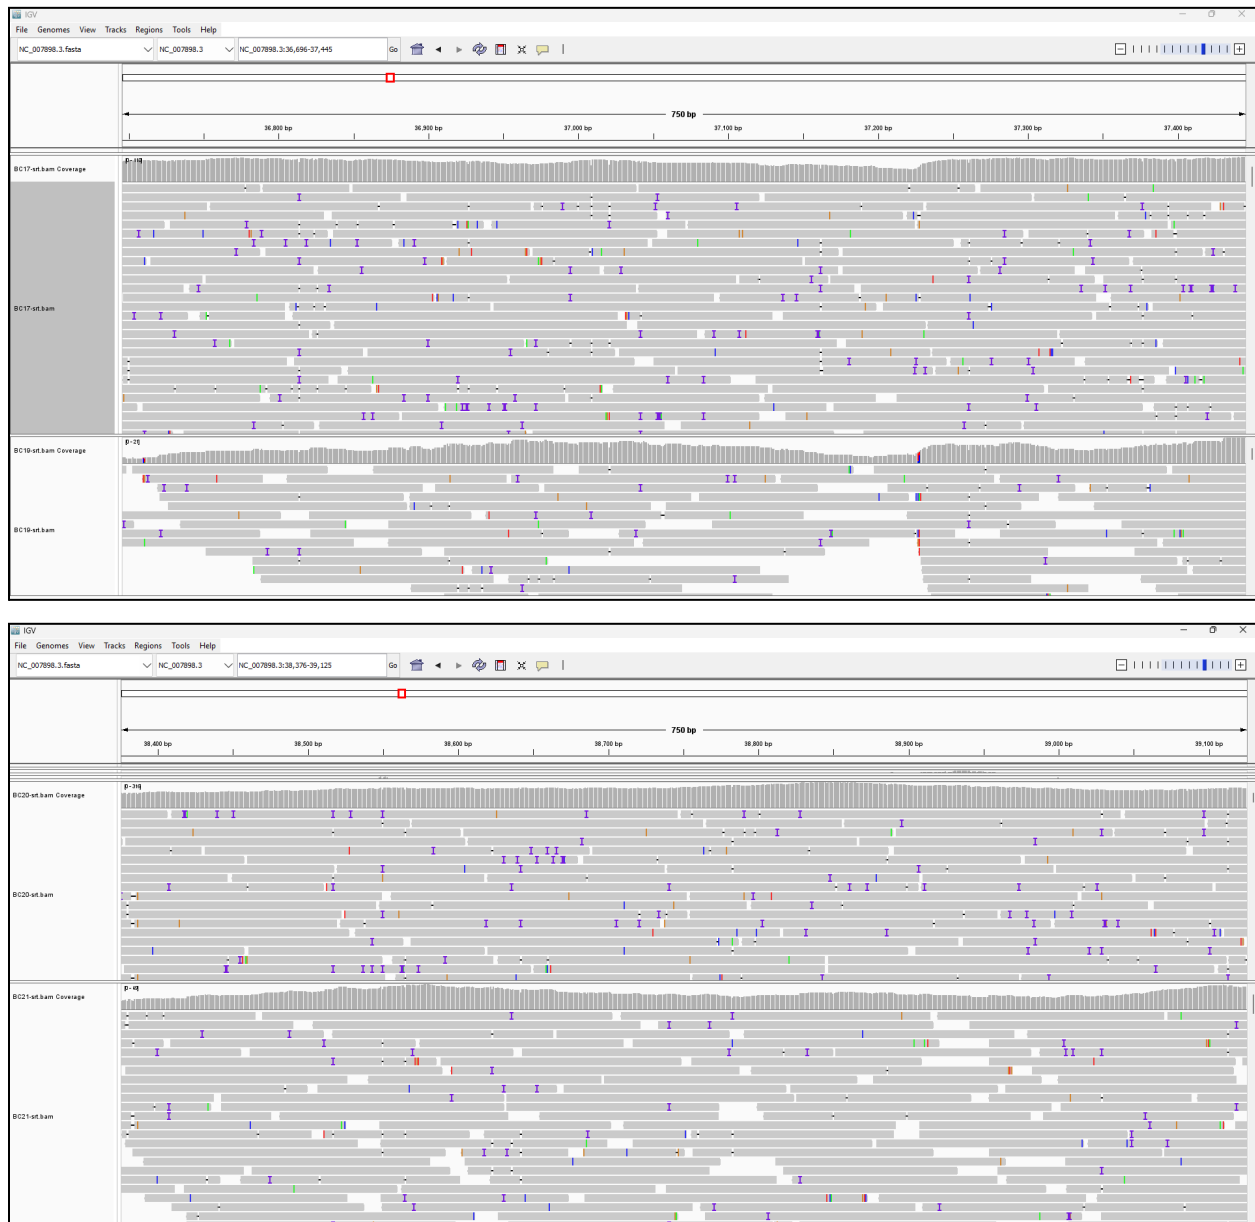 IGV
File Genomes View Tracks Regions Tools Help
NC_007898.3.fasta NC_007898.3 NC_007898.3:36,696-37,445 Go
750 bp
36,800 bp 36,900 bp 37,000 bp 37,100 bp 37,200 bp 37,300 bp 37,400 bp
BC17-srt.bam Coverage
BC17-srt.bam
[0 - 21]
BC19-srt.bam Coverage
BC19-srt.bam
IGV
File Genomes View Tracks Regions Tools Help
NC_007898.3.fasta NC_007898.3 NC_007898.3:38,376-39,125 Go
750 bp
38,400 bp 38,500 bp 38,600 bp 38,700 bp 38,800 bp 38,900 bp 39,000 bp 39,100 bp
BC20-srt.bam Coverage
BC20-srt.bam
BC21-srt.bam Coverage
BC21-srt.bam